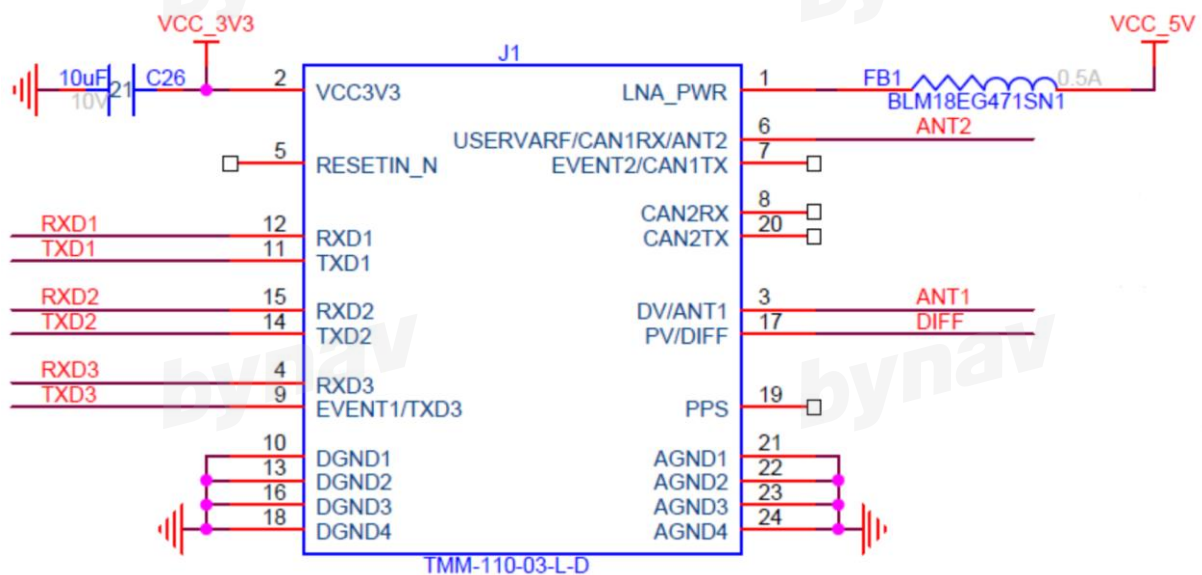 VCC_3V3
VCC_5V
J1
10uF 21 C26
10V
2 VCC3V3
LNA_PWR 1
FB1 0.5A
BLM18EG471SN1
USERVARF/CAN1RX/ANT2 6 ANT2
5 RESETIN_N
EVENT2/CAN1TX 7
CAN2RX 8
CAN2TX 20
RXD1 12 RXD1
TXD1 11 TXD1
RXD2 15 RXD2
TXD2 14 TXD2
DV/ANT1 3 ANT1
PV/DIFF 17 DIFF
RXD3 4 RXD3
TXD3 9 EVENT1/TXD3
PPS 19
10 DGND1
13 DGND2
16 DGND3
18 DGND4
AGND1 21
AGND2 22
AGND3 23
AGND4 24
TMM-110-03-L-D
bynav
bynav